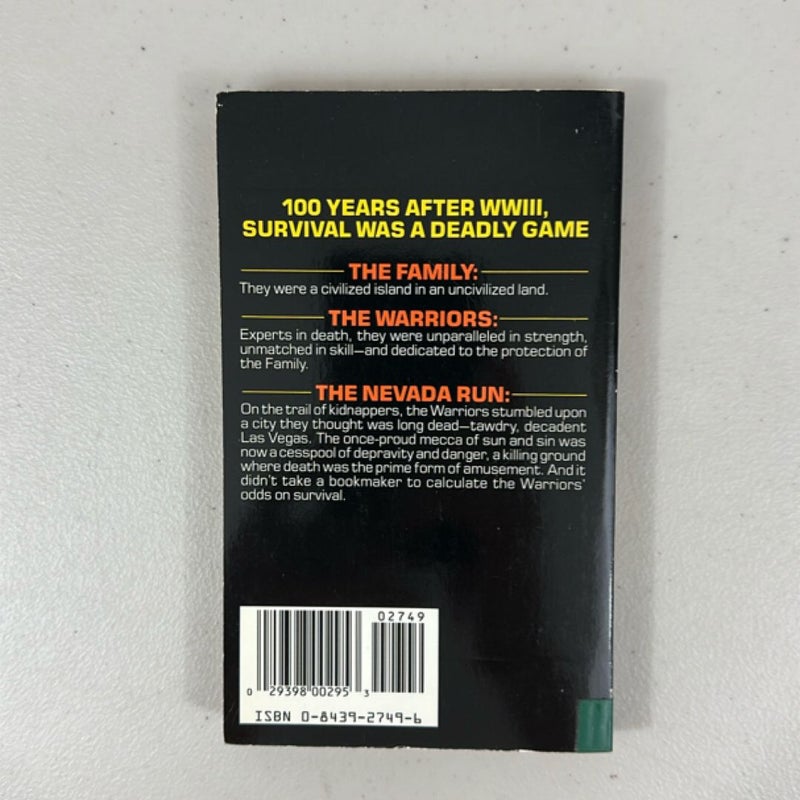 100 YEARS AFTER WWIII,
SURVIVAL WAS A DEADLY GAME
THE FAMILY:
They were a civilized island in an uncivilized land.
THE WARRIORS:
Experts in death, they were unparalleled in strength,
unmatched in skill—and dedicated to the protection of
the Family.
THE NEVADA RUN:
On the trail of kidnappers, the Warriors stumbled upon
a city they thought was long dead—tawdry, decadent
Las Vegas. The once-proud mecca of sun and sin was
now a cesspool of depravity and danger, a killing ground
where death was the prime form of amusement. And it
didn't take a bookmaker to calculate the Warriors'
odds on survival.
02749
0 29398 00295 3
ISBN 0-8439-2749-6